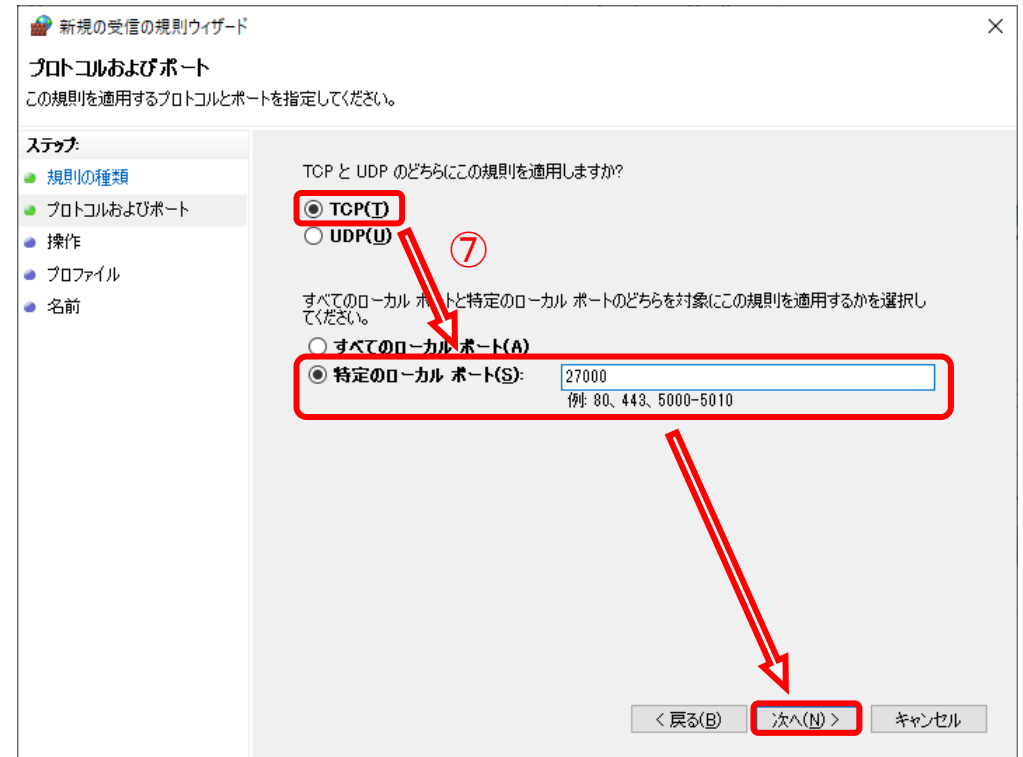 新規の受信の規則ウィザード
プロトコルおよびポート
この規則を適用するプロトコルとポートを指定してください。
ステップ:
規則の種類
プロトコルおよびポート
操作
プロファイル
名前
TCP と UDP のどちらにこの規則を適用しますか?
TCP(T)
UDP(U)
⑦
すべてのローカル ポートと特定のローカル ポートのどちらを対象にこの規則を適用するかを選択し
てください。
すべてのローカル ポート(A)
特定のローカル ポート(S): 27000
例: 80、443、5000-5010
< 戻る(B) 次へ(N) > キャンセル